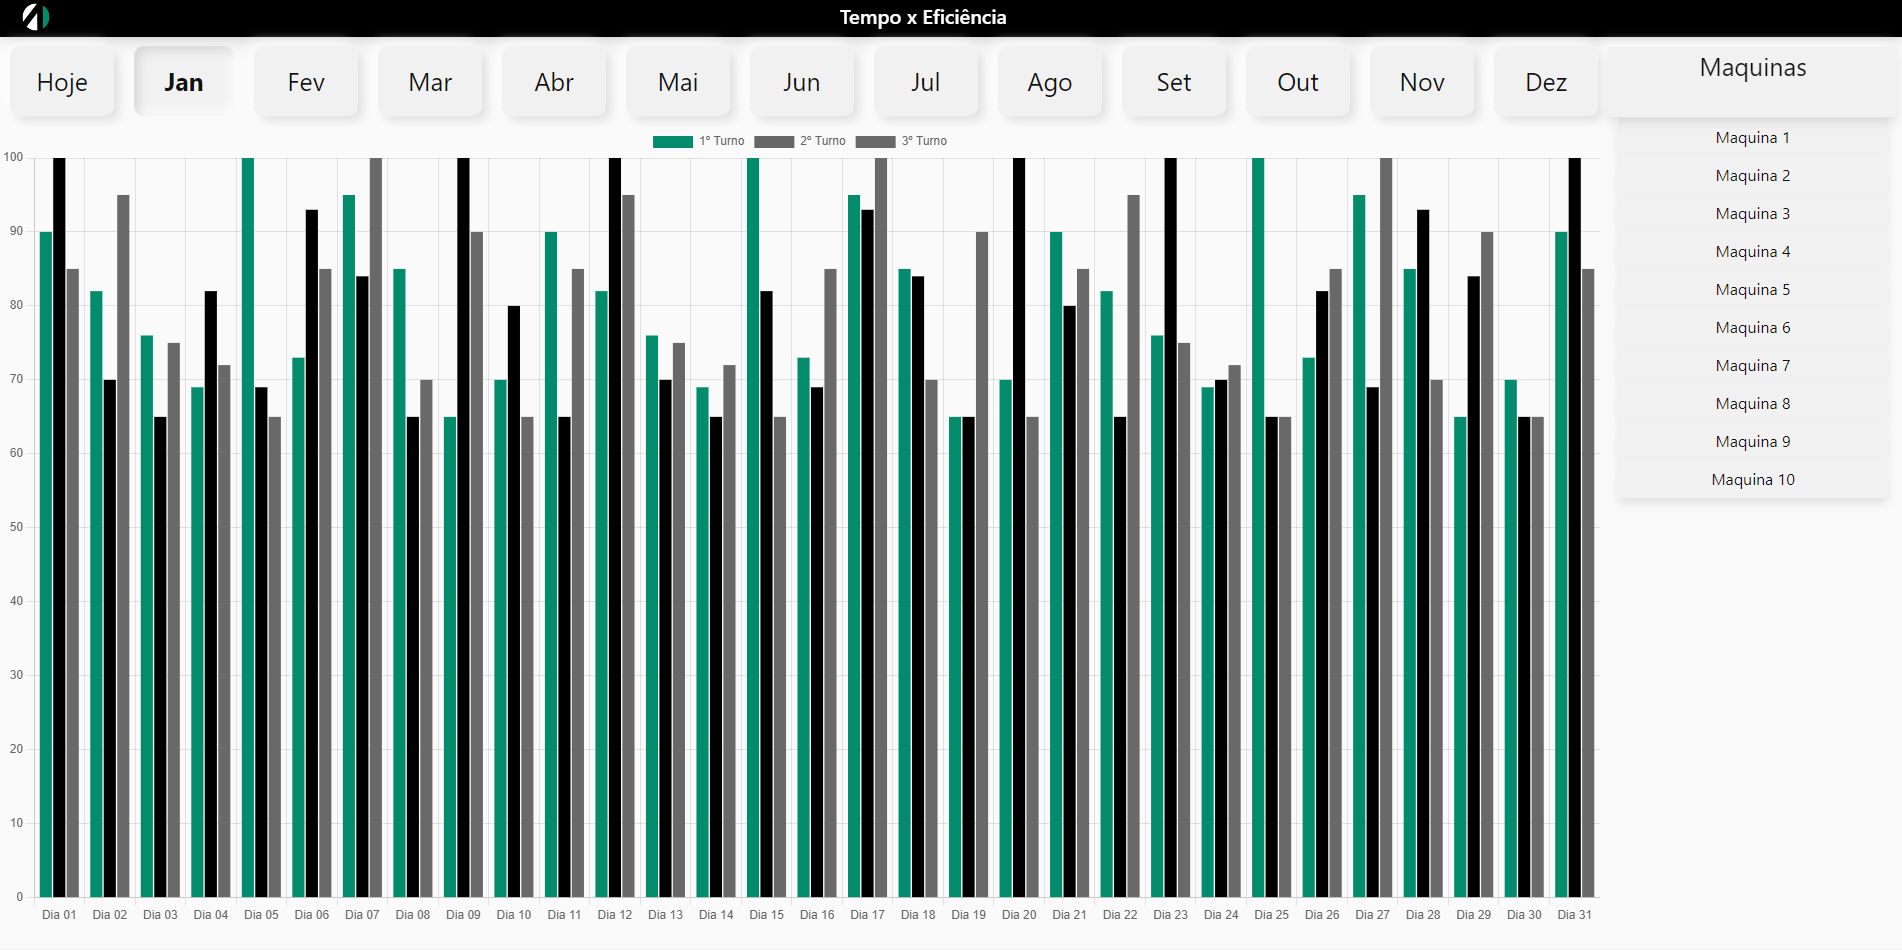 Tempo x Eficiência
Hoje Jan Fev Mar Abr Mai Jun Jul Ago Set Out Nov Dez
Maquinas
Maquina 1
Maquina 2
Maquina 3
Maquina 4
Maquina 5
Maquina 6
Maquina 7
Maquina 8
Maquina 9
Maquina 10
1º Turno 2º Turno 3º Turno
100
90
80
70
60
50
40
30
20
10
0
Dia 01 Dia 02 Dia 03 Dia 04 Dia 05 Dia 06 Dia 07 Dia 08 Dia 09 Dia 10 Dia 11 Dia 12 Dia 13 Dia 14 Dia 15 Dia 16 Dia 17 Dia 18 Dia 19 Dia 20 Dia 21 Dia 22 Dia 23 Dia 24 Dia 25 Dia 26 Dia 27 Dia 28 Dia 29 Dia 30 Dia 31